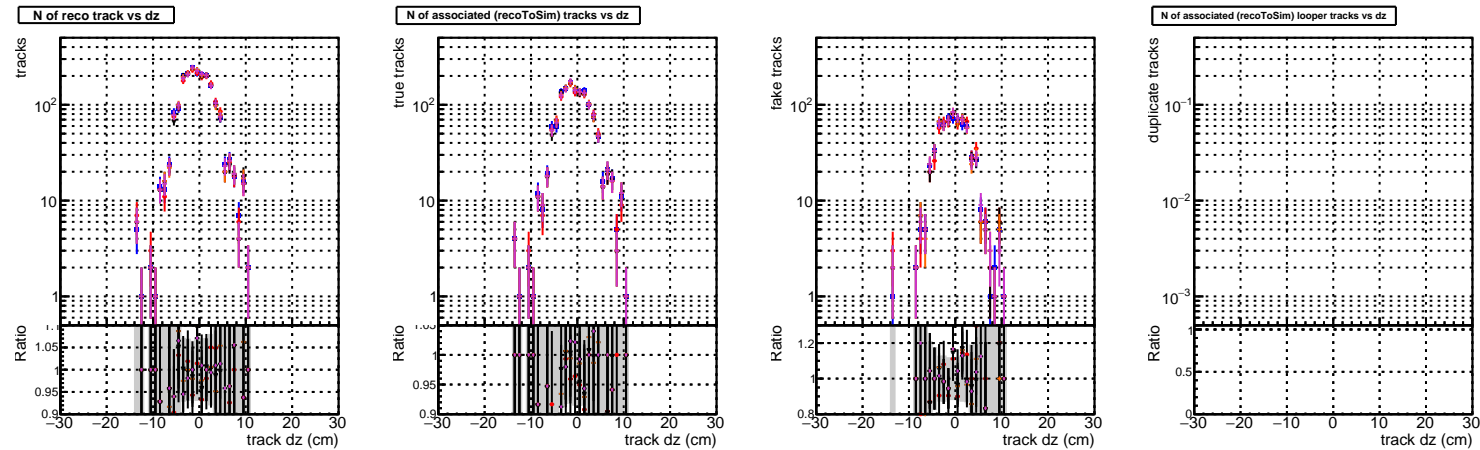 N of reco track vs dz
N of associated (recoToSim) tracks vs dz
N of associated (recoToSim) looper tracks vs dz
tracks
10²
10
1
Ratio
1.1
1.05
1
0.95
0.9
−30 −20 −10 0 10 20 30
track dz (cm)
true tracks
10²
10
1
Ratio
1.05
1
0.95
0.9
−30 −20 −10 0 10 20 30
track dz (cm)
fake tracks
10²
10
1
Ratio
1.2
1
0.8
−30 −20 −10 0 10 20 30
track dz (cm)
duplicate tracks
10⁻¹
10⁻²
10⁻³
Ratio
1
0.5
0
−30 −20 −10 0 10 20 30
track dz (cm)